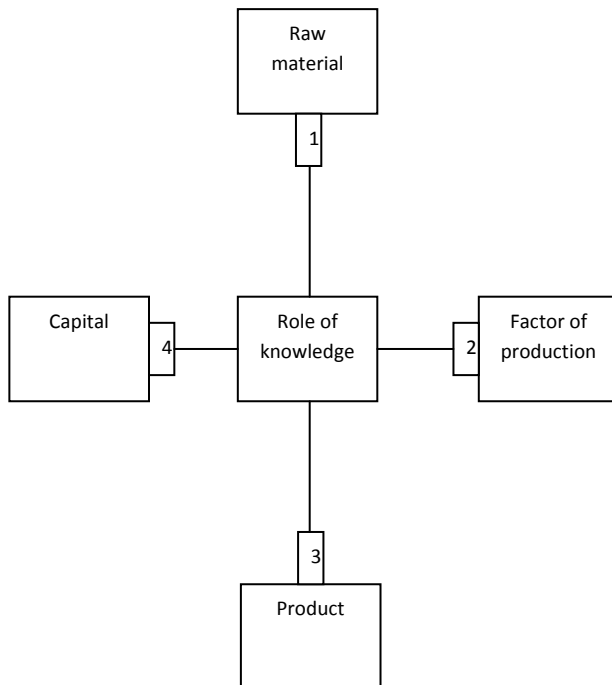 Raw
material
1
Capital
4
Role of
knowledge
2
Factor of
production
3
Product